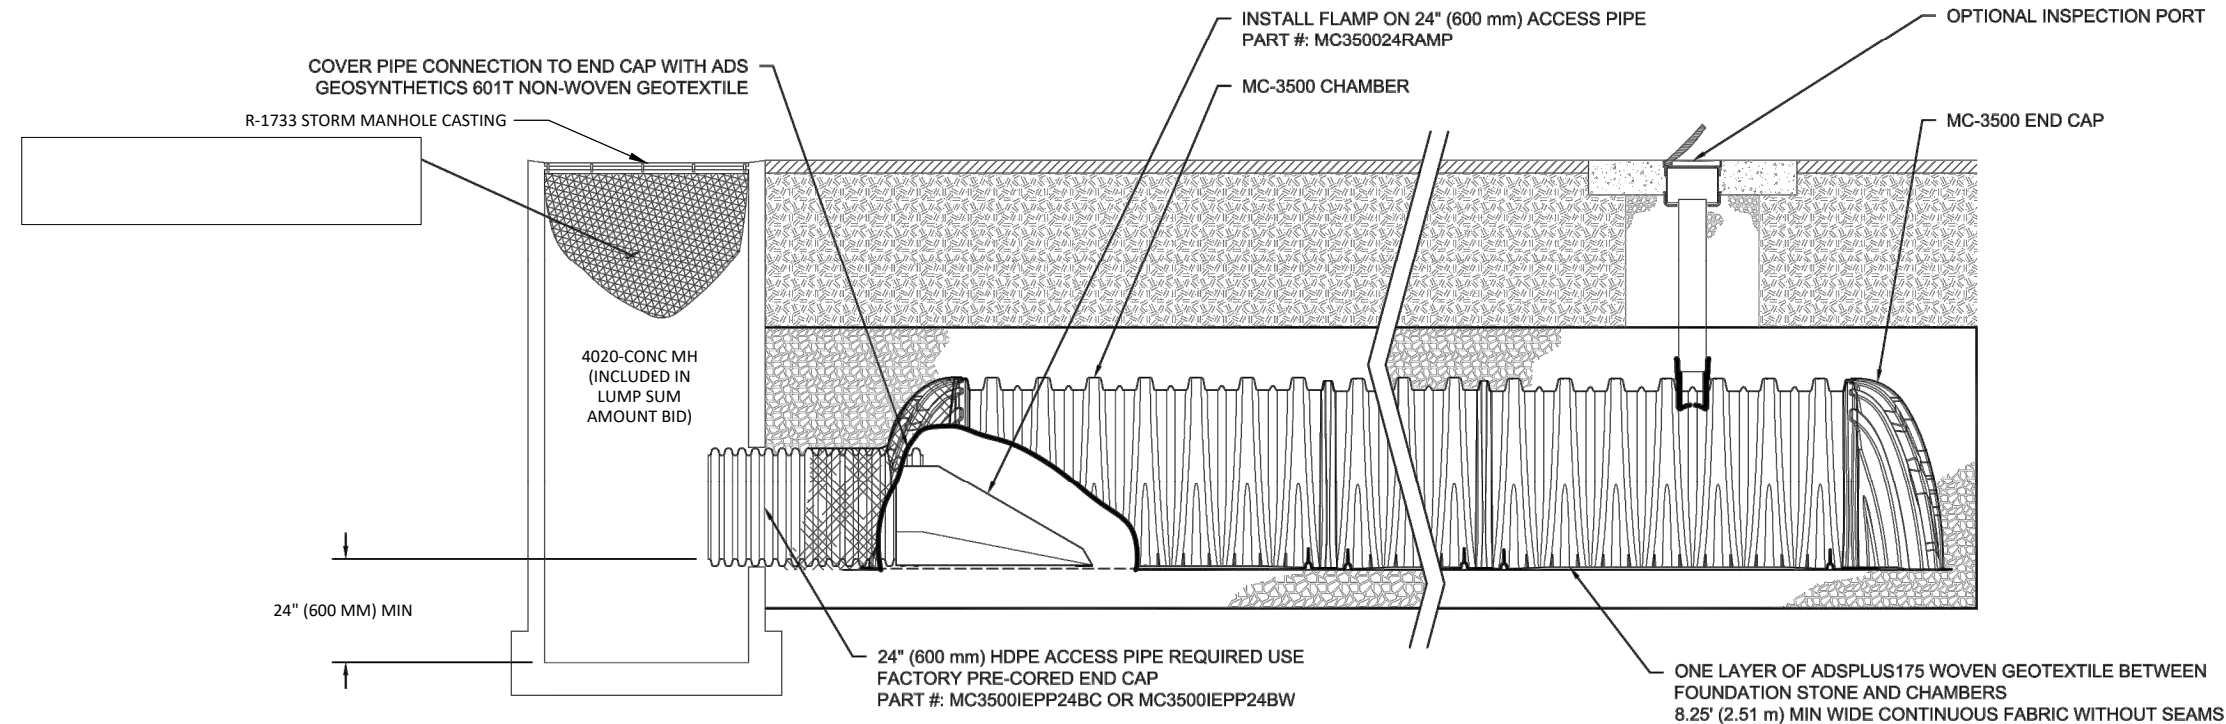 INSTALL FLAMP ON 24" (600 mm) ACCESS PIPE
PART #: MC350024RAMP
OPTIONAL INSPECTION PORT
COVER PIPE CONNECTION TO END CAP WITH ADS
GEOSYNTHETICS 601T NON-WOVEN GEOTEXTILE
MC-3500 CHAMBER
R-1733 STORM MANHOLE CASTING
MC-3500 END CAP
4020-CONC MH
(INCLUDED IN
LUMP SUM
AMOUNT BID)
24" (600 MM) MIN
24" (600 mm) HDPE ACCESS PIPE REQUIRED USE
FACTORY PRE-CORED END CAP
PART #: MC3500IEPP24BC OR MC3500IEPP24BW
ONE LAYER OF ADSPLUS175 WOVEN GEOTEXTILE BETWEEN
FOUNDATION STONE AND CHAMBERS
8.25' (2.51 m) MIN WIDE CONTINUOUS FABRIC WITHOUT SEAMS